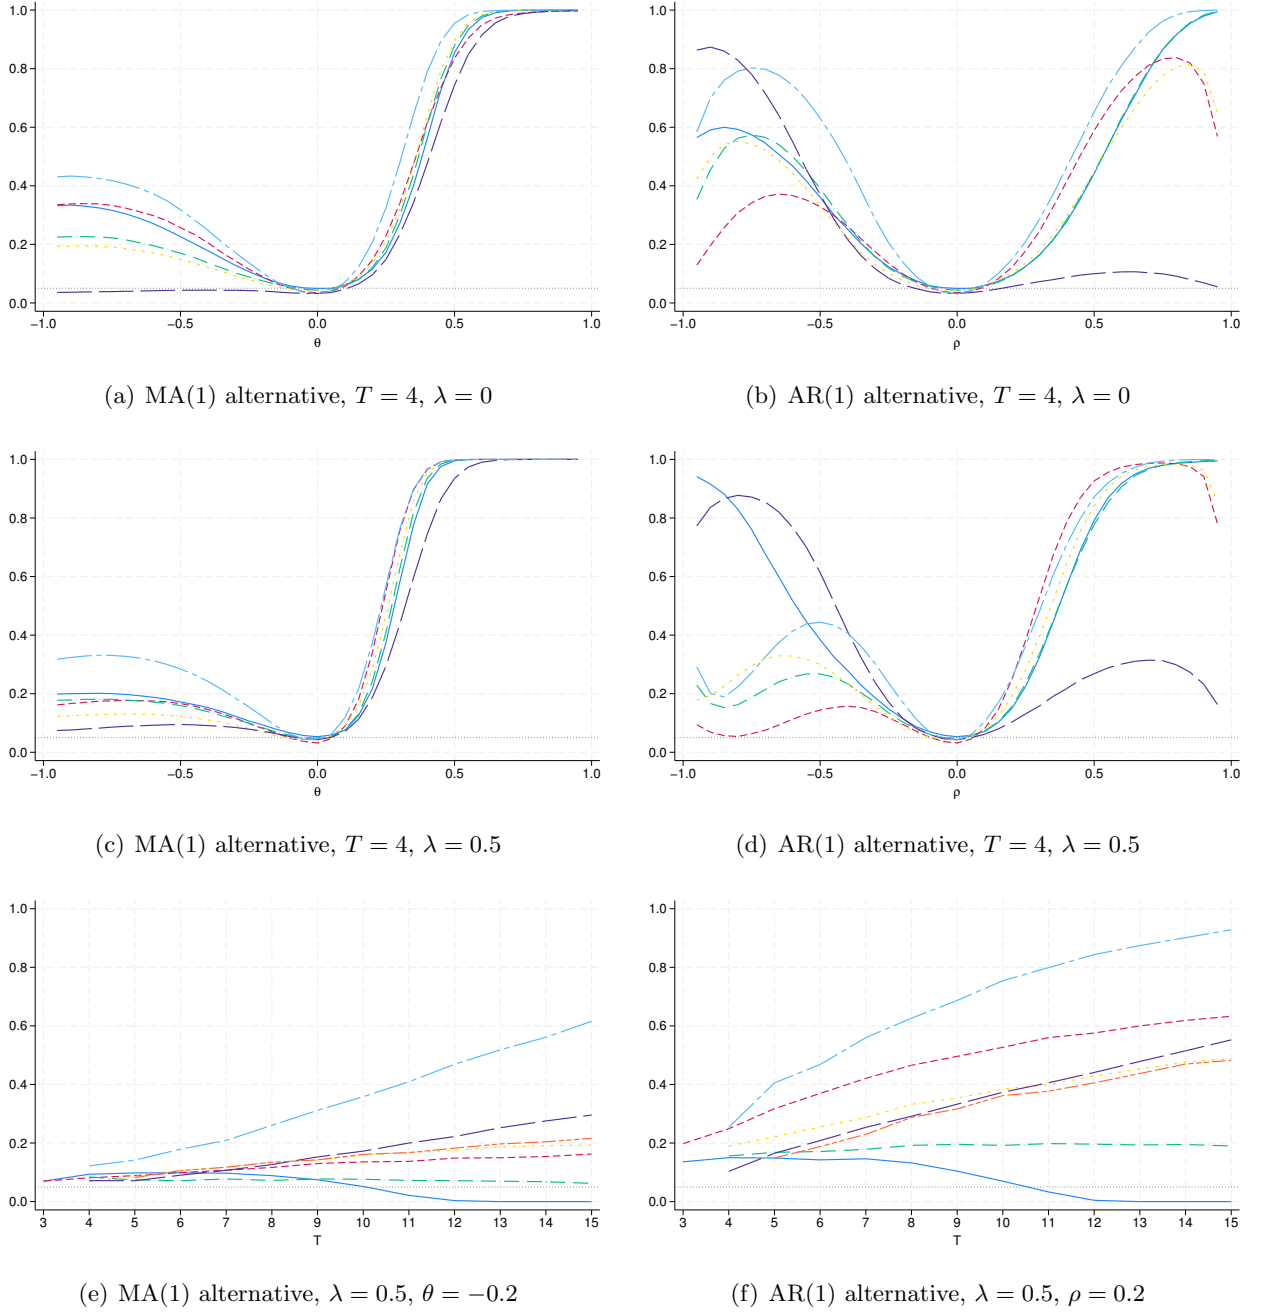 1.0
0.8
0.6
0.4
0.2
0.0
−1.0 −0.5 0.0 0.5 1.0
θ
1.0
0.8
0.6
0.4
0.2
0.0
−1.0 −0.5 0.0 0.5 1.0
ρ
(a) MA(1) alternative, T = 4, λ = 0
(b) AR(1) alternative, T = 4, λ = 0
1.0
0.8
0.6
0.4
0.2
0.0
−1.0 −0.5 0.0 0.5 1.0
θ
1.0
0.8
0.6
0.4
0.2
0.0
−1.0 −0.5 0.0 0.5 1.0
ρ
(c) MA(1) alternative, T = 4, λ = 0.5
(d) AR(1) alternative, T = 4, λ = 0.5
1.0
0.8
0.6
0.4
0.2
0.0
3 4 5 6 7 8 9 10 11 12 13 14 15
T
1.0
0.8
0.6
0.4
0.2
0.0
3 4 5 6 7 8 9 10 11 12 13 14 15
T
(e) MA(1) alternative, λ = 0.5, θ = −0.2
(f) AR(1) alternative, λ = 0.5, ρ = 0.2